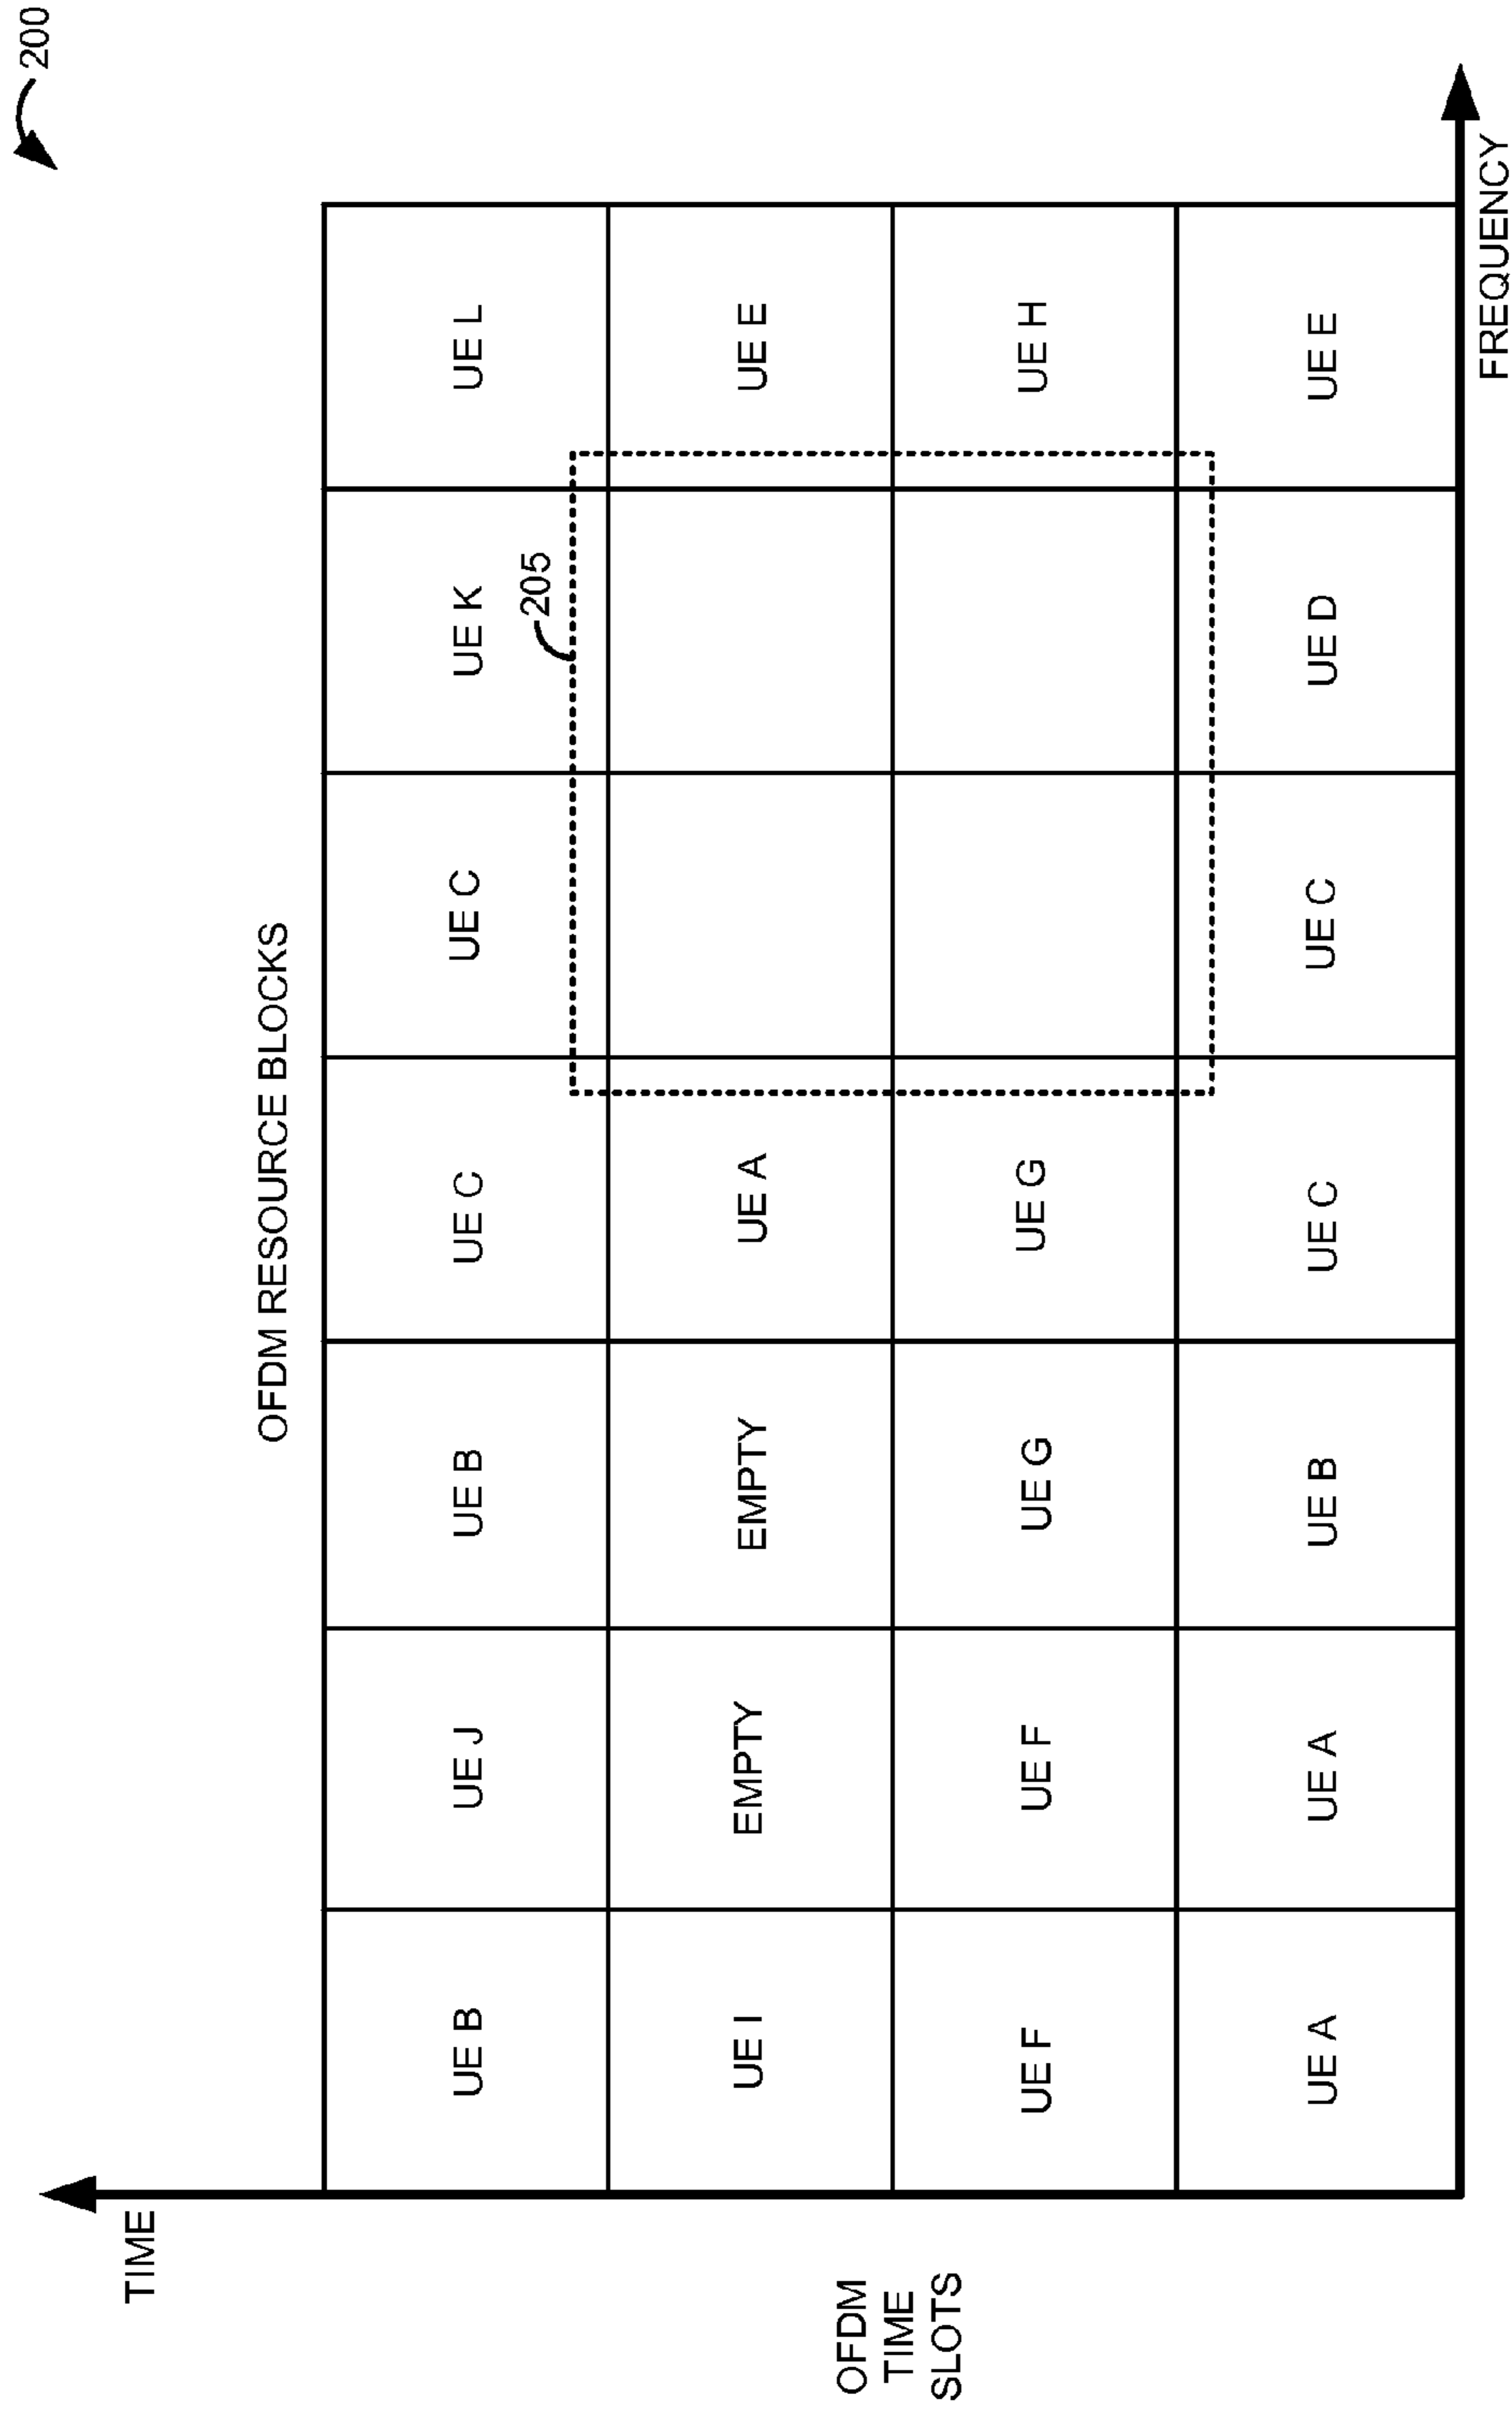 200
OFDM RESOURCE BLOCKS
TIME
UE B UE J UE B UE C UE C UE K UE L
205
UE I EMPTY EMPTY UE A UE E
OFDM
TIME
SLOTS
UE F UE F UE G UE G UE H
UE A UE A UE B UE C UE C UE D UE E
FREQUENCY